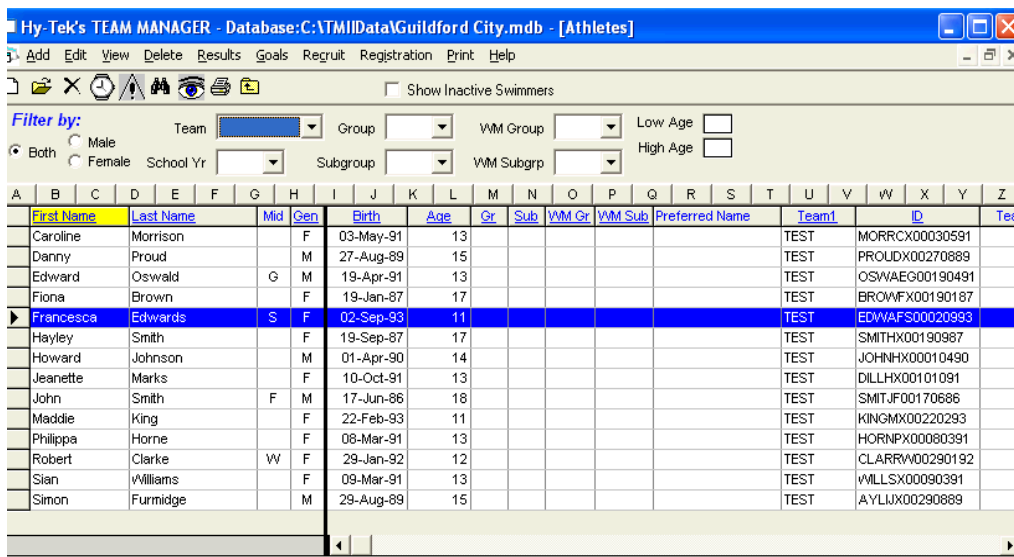 Hy-Tek's TEAM MANAGER - Database:C:\TMIIData\Guildford City.mdb - [Athletes]
Add Edit View Delete Results Goals Recruit Registration Print Help
Show Inactive Swimmers
Filter by:
Both Male Female
Team Group WM Group Low Age
School Yr Subgroup WM Subgrp High Age
A B C D E F G H I J K L M N O P Q R S T U V W X Y Z
First Name Last Name Mid Gen Birth Age Gr Sub WM Gr WM Sub Preferred Name Team1 ID Tea
Caroline Morrison F 03-May-91 13 TEST MORRCX00030591
Danny Proud M 27-Aug-89 15 TEST PROUDX00270889
Edward Oswald G M 19-Apr-91 13 TEST OSWAEG00190491
Fiona Brown F 19-Jan-87 17 TEST BROWFX00190187
Francesca Edwards S F 02-Sep-93 11 TEST EDWAFS00020993
Hayley Smith F 19-Sep-87 17 TEST SMITHX00190987
Howard Johnson M 01-Apr-90 14 TEST JOHNHX00010490
Jeanette Marks F 10-Oct-91 13 TEST DILLHX00101091
John Smith F M 17-Jun-86 18 TEST SMITJF00170686
Maddie King F 22-Feb-93 11 TEST KINGMX00220293
Philippa Horne F 08-Mar-91 13 TEST HORNPX00080391
Robert Clarke W F 29-Jan-92 12 TEST CLARRW00290192
Sian Williams F 09-Mar-91 13 TEST WILLSX00090391
Simon Furmidge M 29-Aug-89 15 TEST AYLIJX00290889